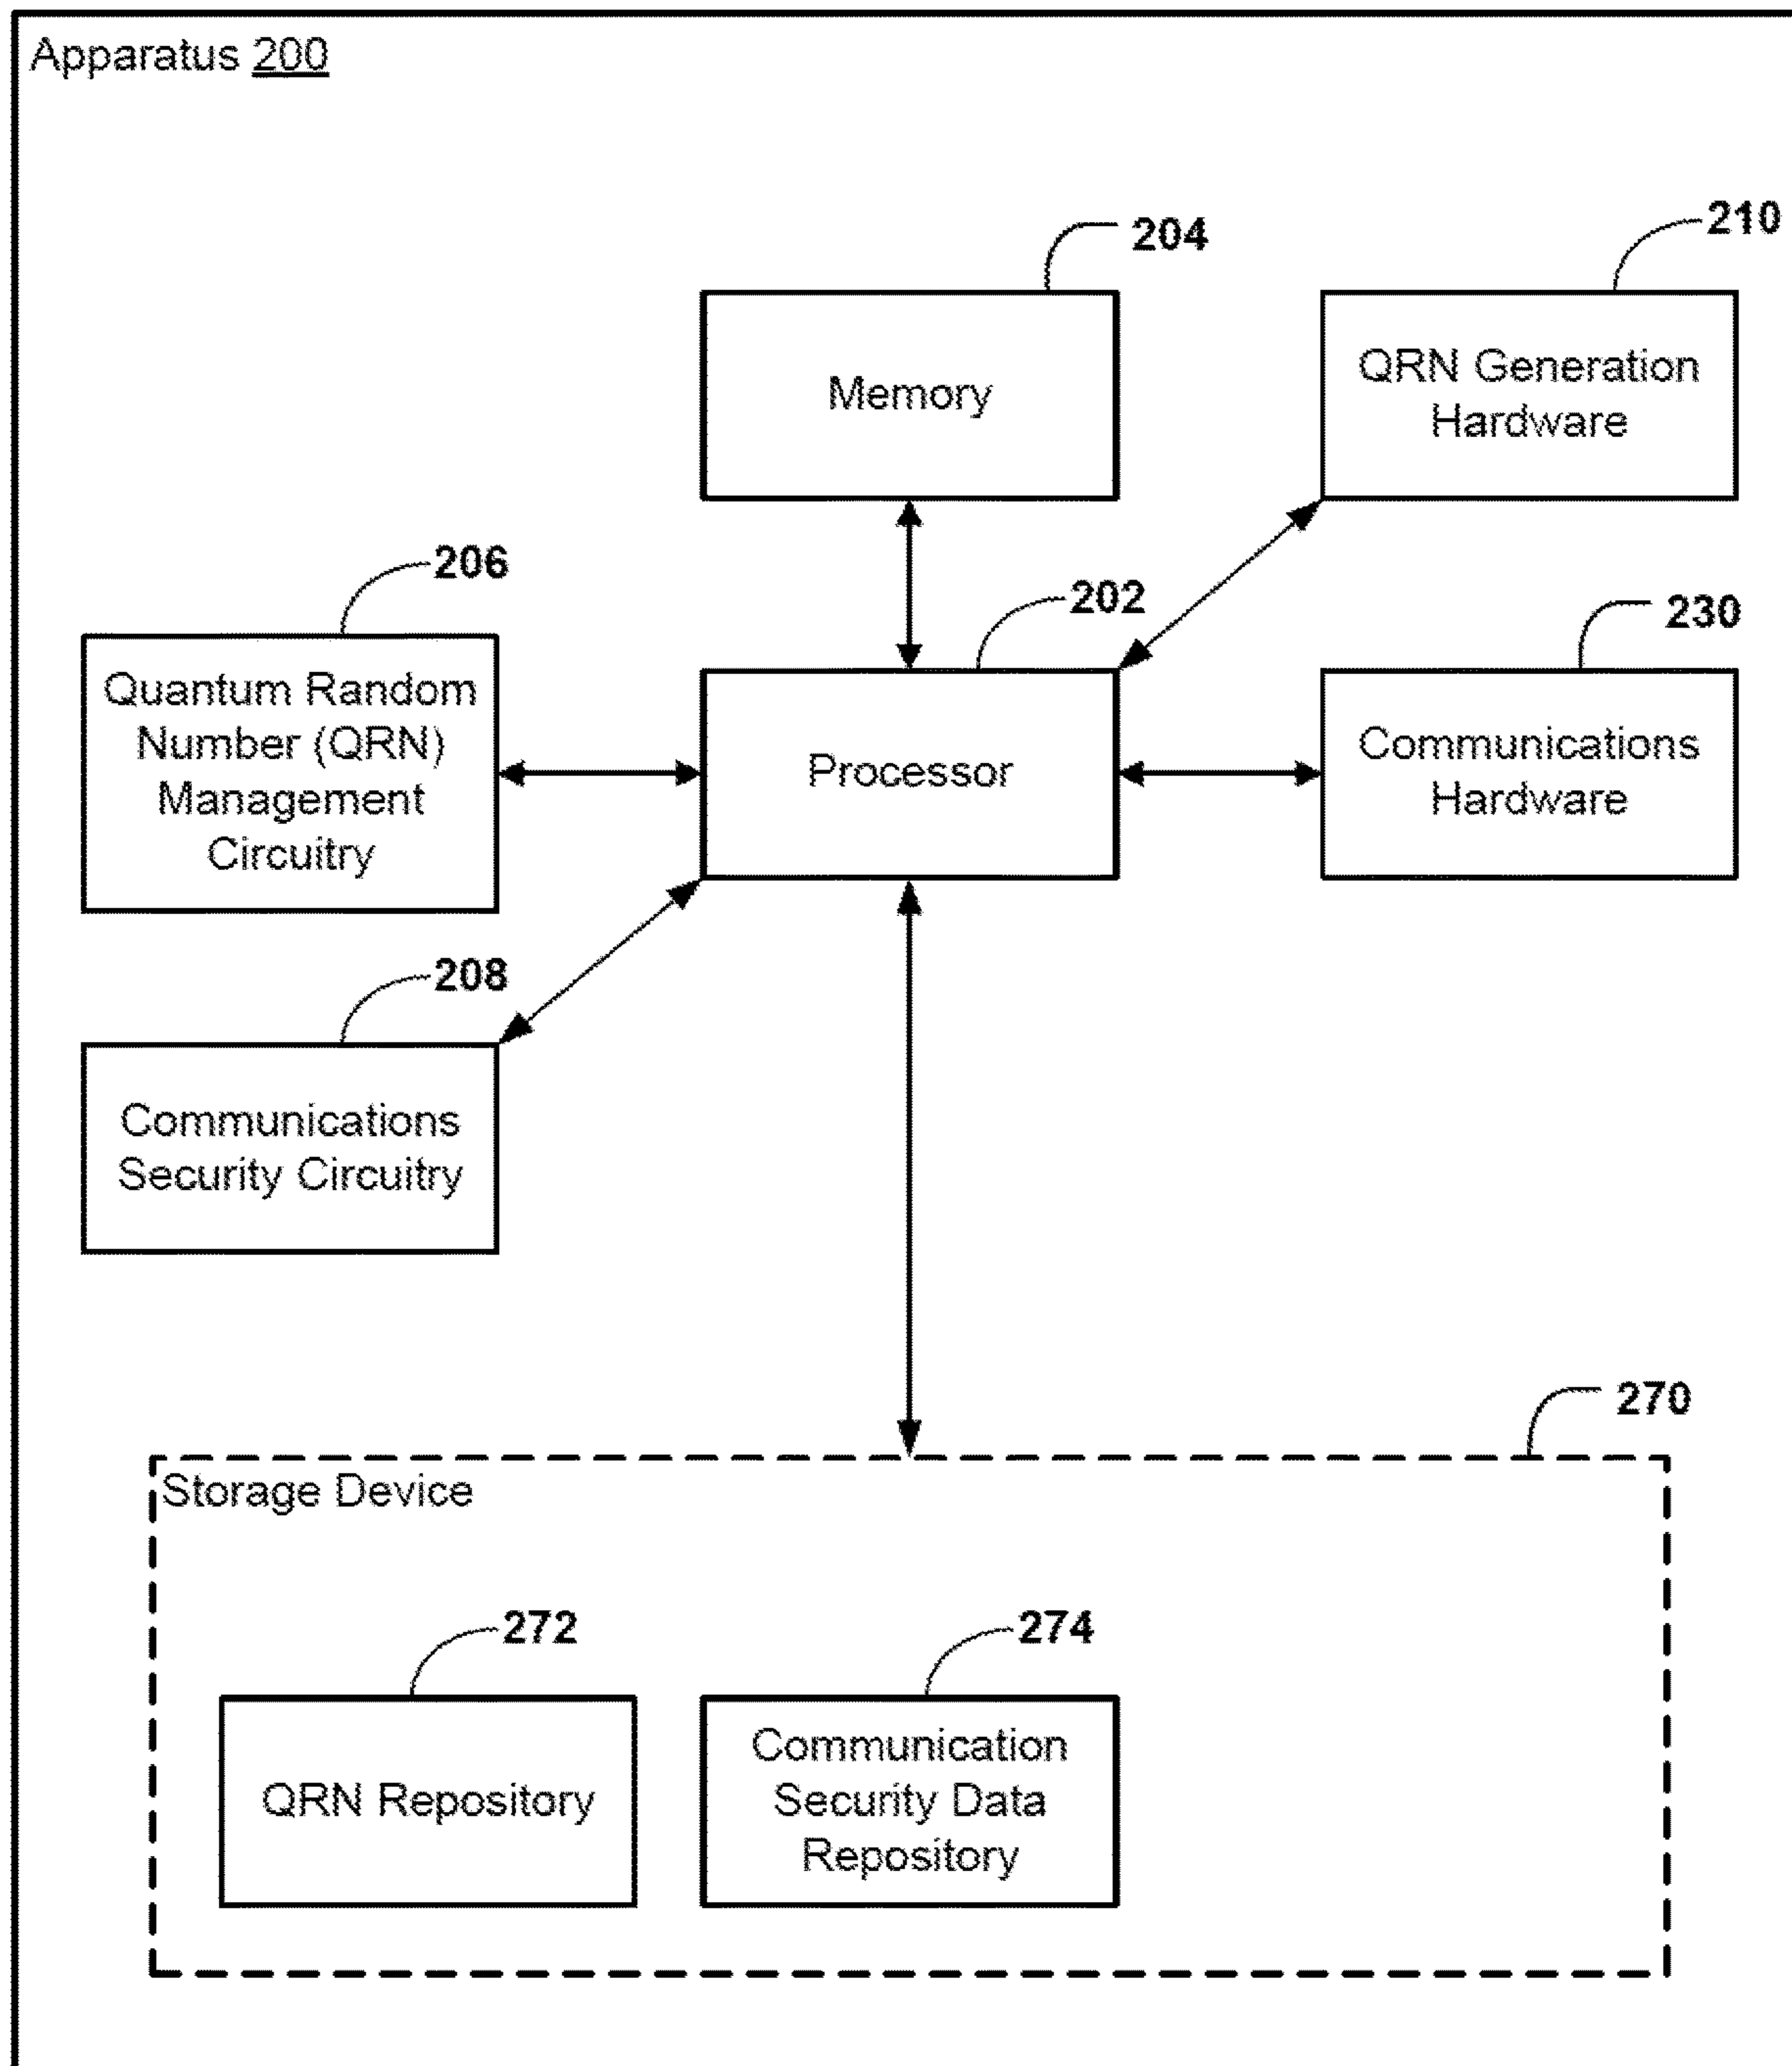 Apparatus 200
204
210
Memory
QRN Generation
Hardware
206
202
230
Quantum Random
Number (QRN)
Management
Circuitry
Processor
Communications
Hardware
208
Communications
Security Circuitry
270
Storage Device
272
274
QRN Repository
Communication
Security Data
Repository